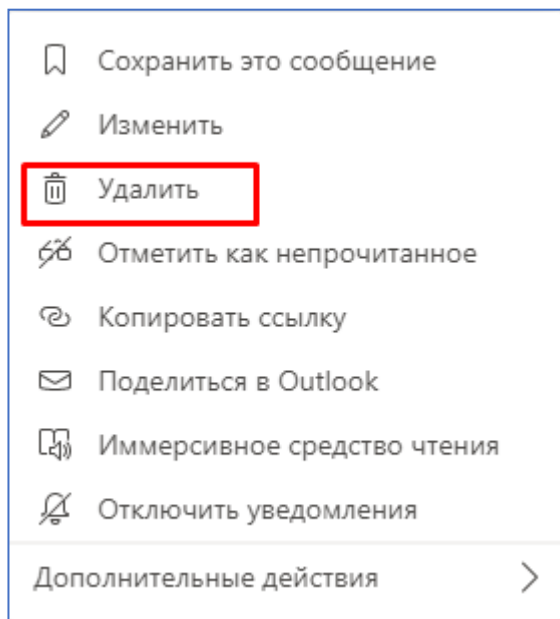 Сохранить это сообщение
Изменить
Удалить
Отметить как непрочитанное
Копировать ссылку
Поделиться в Outlook
Иммерсивное средство чтения
Отключить уведомления
Дополнительные действия